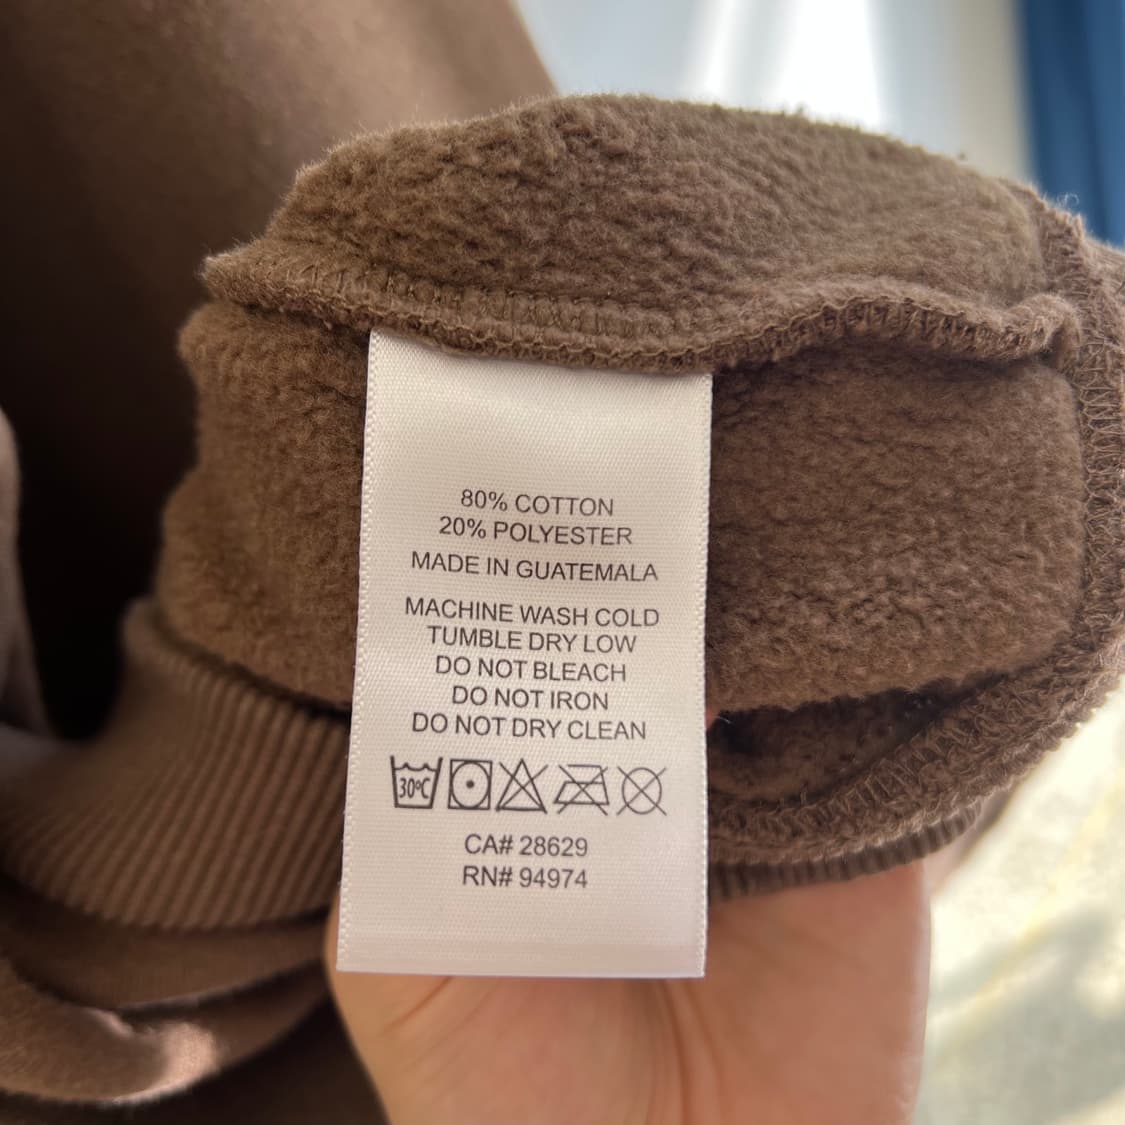 80% COTTON
20% POLYESTER
MADE IN GUATEMALA
MACHINE WASH COLD
TUMBLE DRY LOW
DO NOT BLEACH
DO NOT IRON
DO NOT DRY CLEAN
30ºC
CA# 28629
RN# 94974